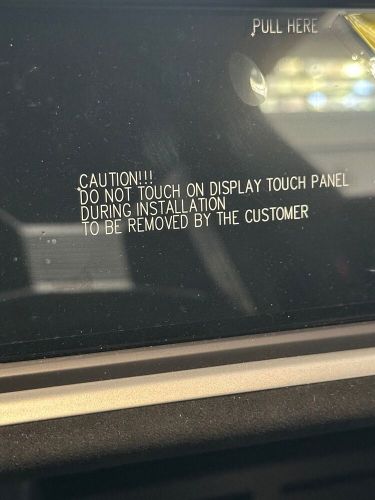 PULL HERE
CAUTION!!!
DO NOT TOUCH ON DISPLAY TOUCH PANEL
DURING INSTALLATION
TO BE REMOVED BY THE CUSTOMER